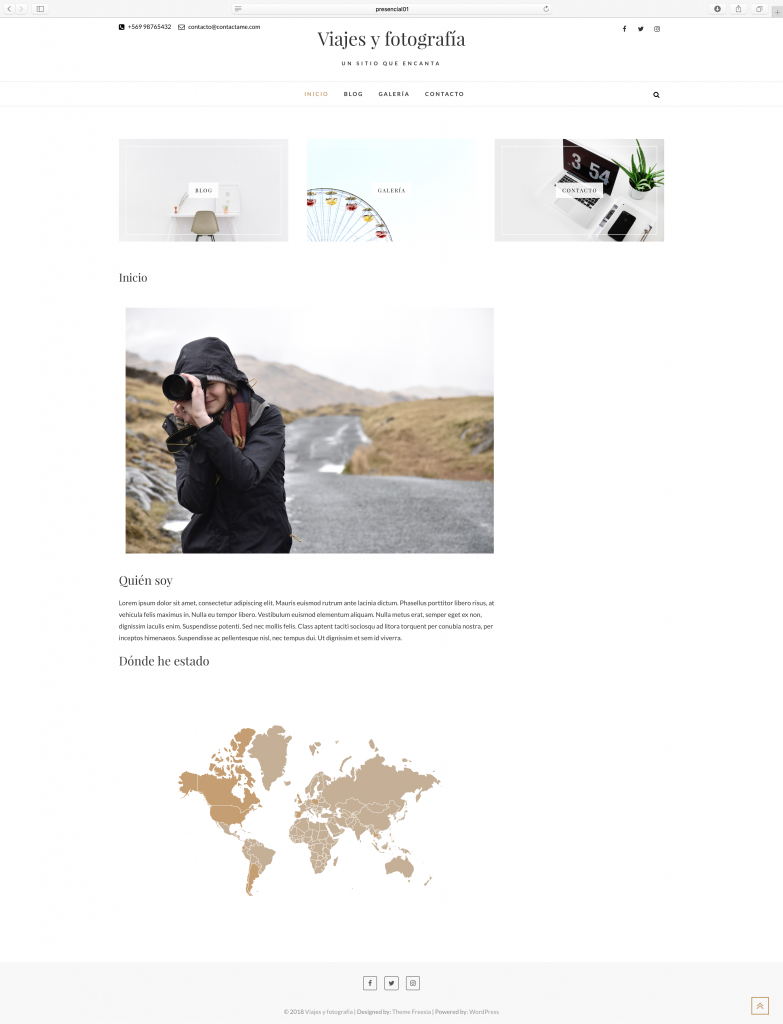 presencial01
+569 98765432 contacto@contactame.com
Viajes y fotografía
UN SITIO QUE ENCANTA
INICIO BLOG GALERÍA CONTACTO
BLOG
GALERÍA
3 54
CONTACTO
Inicio
Quién soy
Lorem ipsum dolor sit amet, consectetur adipiscing elit. Mauris euismod rutrum ante lacinia dictum. Phasellus porttitor libero risus, at
vehicula felis maximus in. Nulla eu tempor libero. Vestibulum euismod elementum aliquam. Nulla metus erat, semper eget ex non,
dignissim iaculis enim. Suspendisse potenti. Sed nec mollis felis. Class aptent taciti sociosqu ad litora torquent per conubia nostra, per
inceptos himenaeos. Suspendisse ac pellentesque nisl, nec tempus dui. Ut dignissim et sem id viverra.
Dónde he estado
© 2018 Viajes y fotografía | Designed by: Theme Freesia | Powered by: WordPress